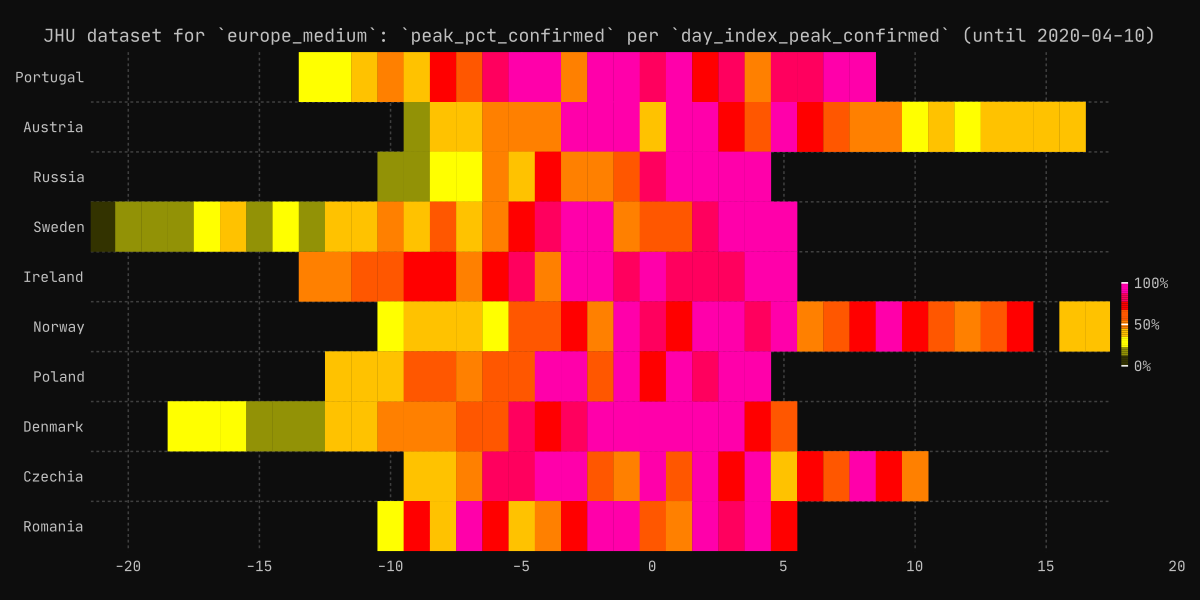 JHU dataset for `europe_medium`: `peak_pct_confirmed` per `day_index_peak_confirmed` (until 2020-04-10)
Portugal
Austria
Russia
Sweden
Ireland
Norway
Poland
Denmark
Czechia
Romania
100%
50%
0%
-20 -15 -10 -5 0 5 10 15 20